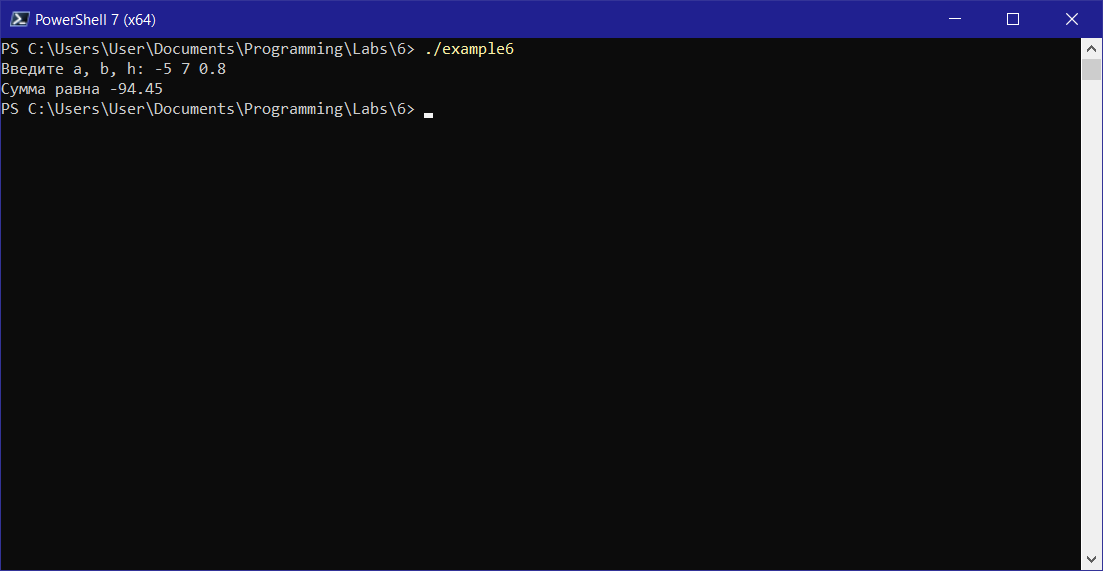 PowerShell 7 (x64)
PS C:\Users\User\Documents\Programming\Labs\6> ./example6
Введите a, b, h: -5 7 0.8
Сумма равна -94.45
PS C:\Users\User\Documents\Programming\Labs\6>